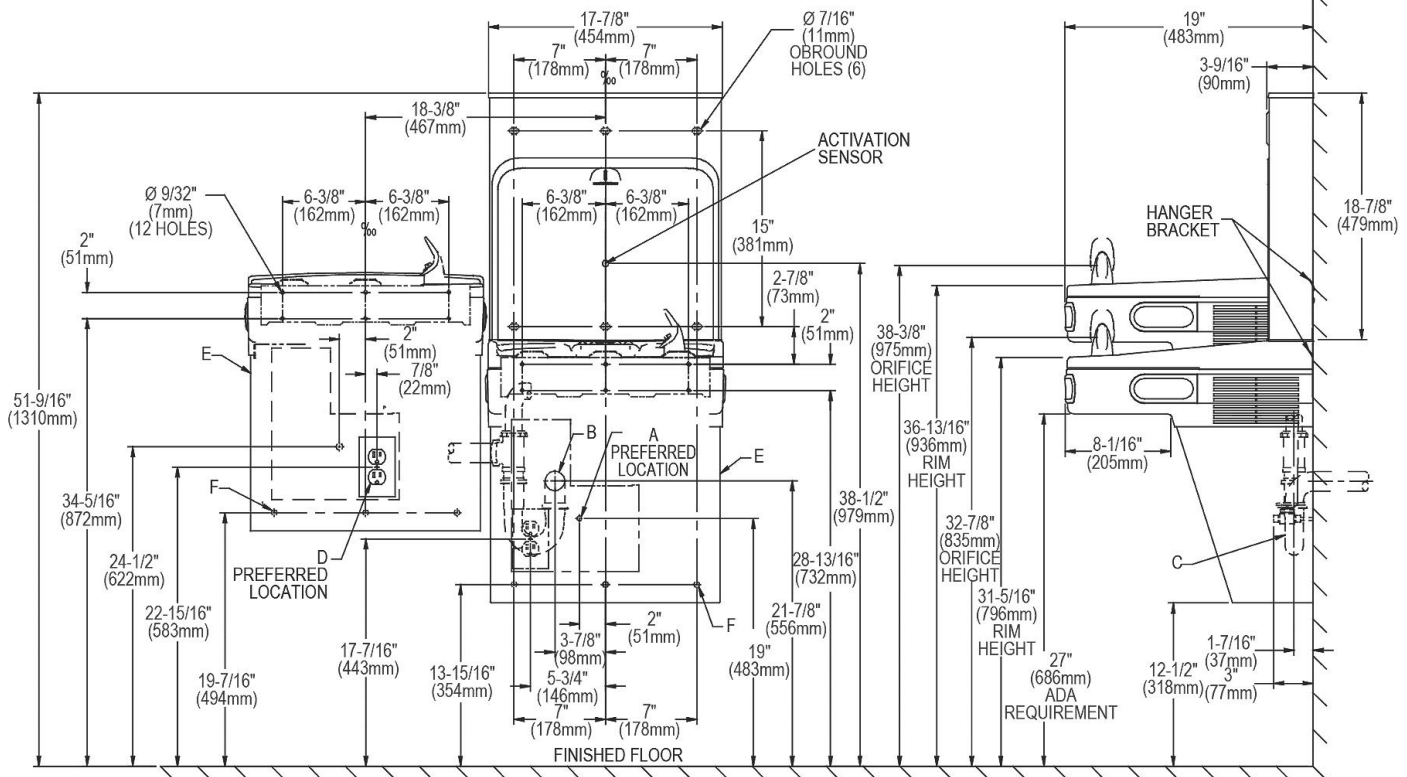 17-7/8"
(454mm)
7"
(178mm)
7"
(178mm)
‰
Ø 7/16"
(11mm)
OBROUND
HOLES (6)
19"
(483mm)
3-9/16"
(90mm)
18-3/8"
(467mm)
ACTIVATION
SENSOR
Ø 9/32"
(7mm)
(12 HOLES)
6-3/8"
(162mm)
6-3/8"
(162mm)
‰
6-3/8"
(162mm)
6-3/8"
(162mm)
15"
(381mm)
HANGER
BRACKET
18-7/8"
(479mm)
2"
(51mm)
2-7/8"
(73mm)
2"
(51mm)
2"
(51mm)
7/8"
(22mm)
E
38-3/8"
(975mm)
ORIFICE
HEIGHT
51-9/16"
(1310mm)
36-13/16"
(936mm)
RIM
HEIGHT
8-1/16"
(205mm)
B
A
PREFERRED
LOCATION
E
34-5/16"
(872mm)
F
38-1/2"
(979mm)
32-7/8"
(835mm)
ORIFICE
HEIGHT
24-1/2"
(622mm)
D
PREFERRED
LOCATION
28-13/16"
(732mm)
C
22-15/16"
(583mm)
21-7/8"
(556mm)
31-5/16"
(796mm)
RIM
HEIGHT
F
2"
(51mm)
3-7/8"
(98mm)
17-7/16"
(443mm)
19"
(483mm)
1-7/16"
(37mm)
13-15/16"
(354mm)
5-3/4"
(146mm)
27"
(686mm)
ADA
REQUIREMENT
12-1/2"
(318mm)
3"
(77mm)
19-7/16"
(494mm)
7"
(178mm)
7"
(178mm)
FINISHED FLOOR